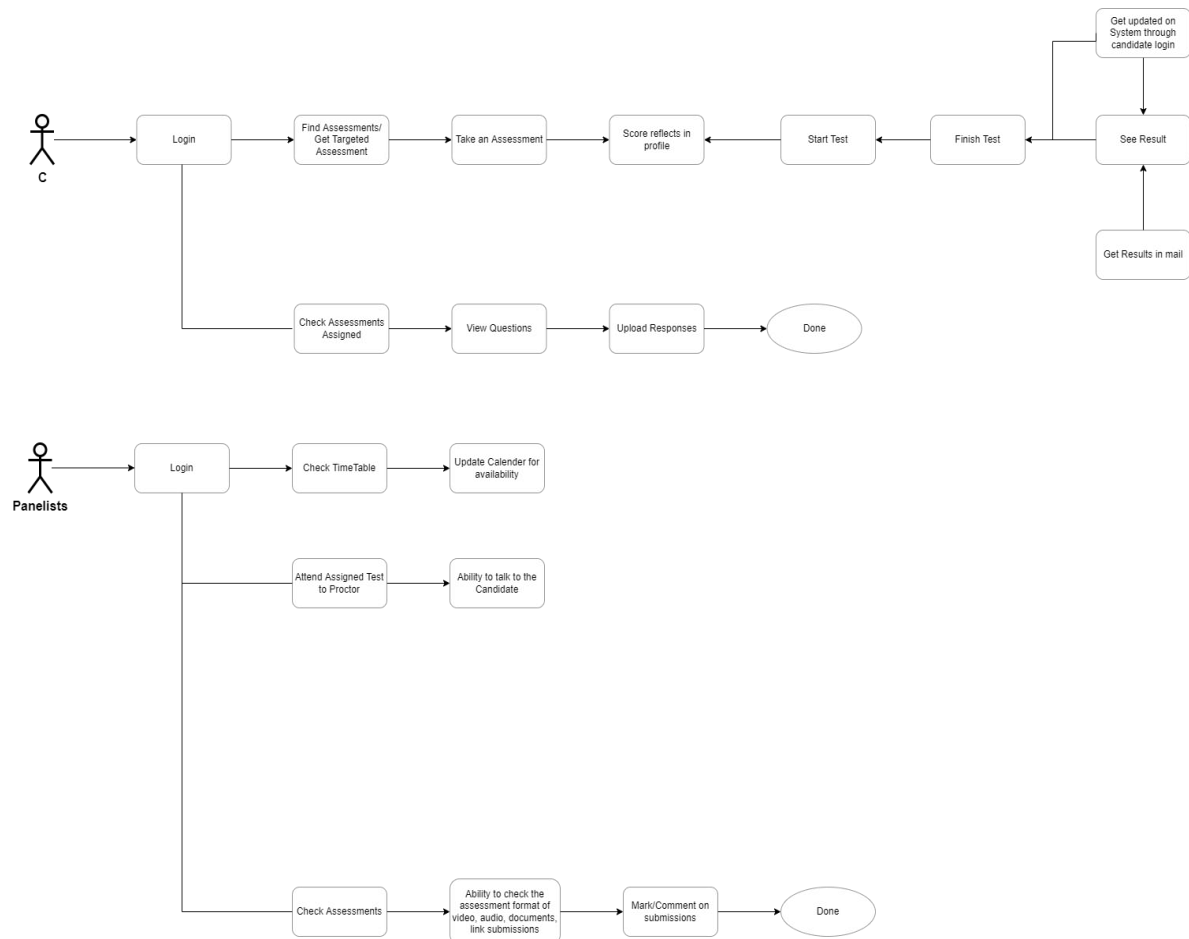 Get updated on
System through
candidate login
Login
Find Assessments/
Get Targeted
Assessment
Take an Assessment
Score reflects in
profile
Start Test
Finish Test
See Result
C
Get Results in mail
Check Assessments
Assigned
View Questions
Upload Responses
Done
Login
Check TimeTable
Update Calender for
availability
Panelists
Attend Assigned Test
to Proctor
Ability to talk to the
Candidate
Check Assessments
Ability to check the
assessment format of
video, audio, documents,
link submissions
Mark/Comment on
submissions
Done